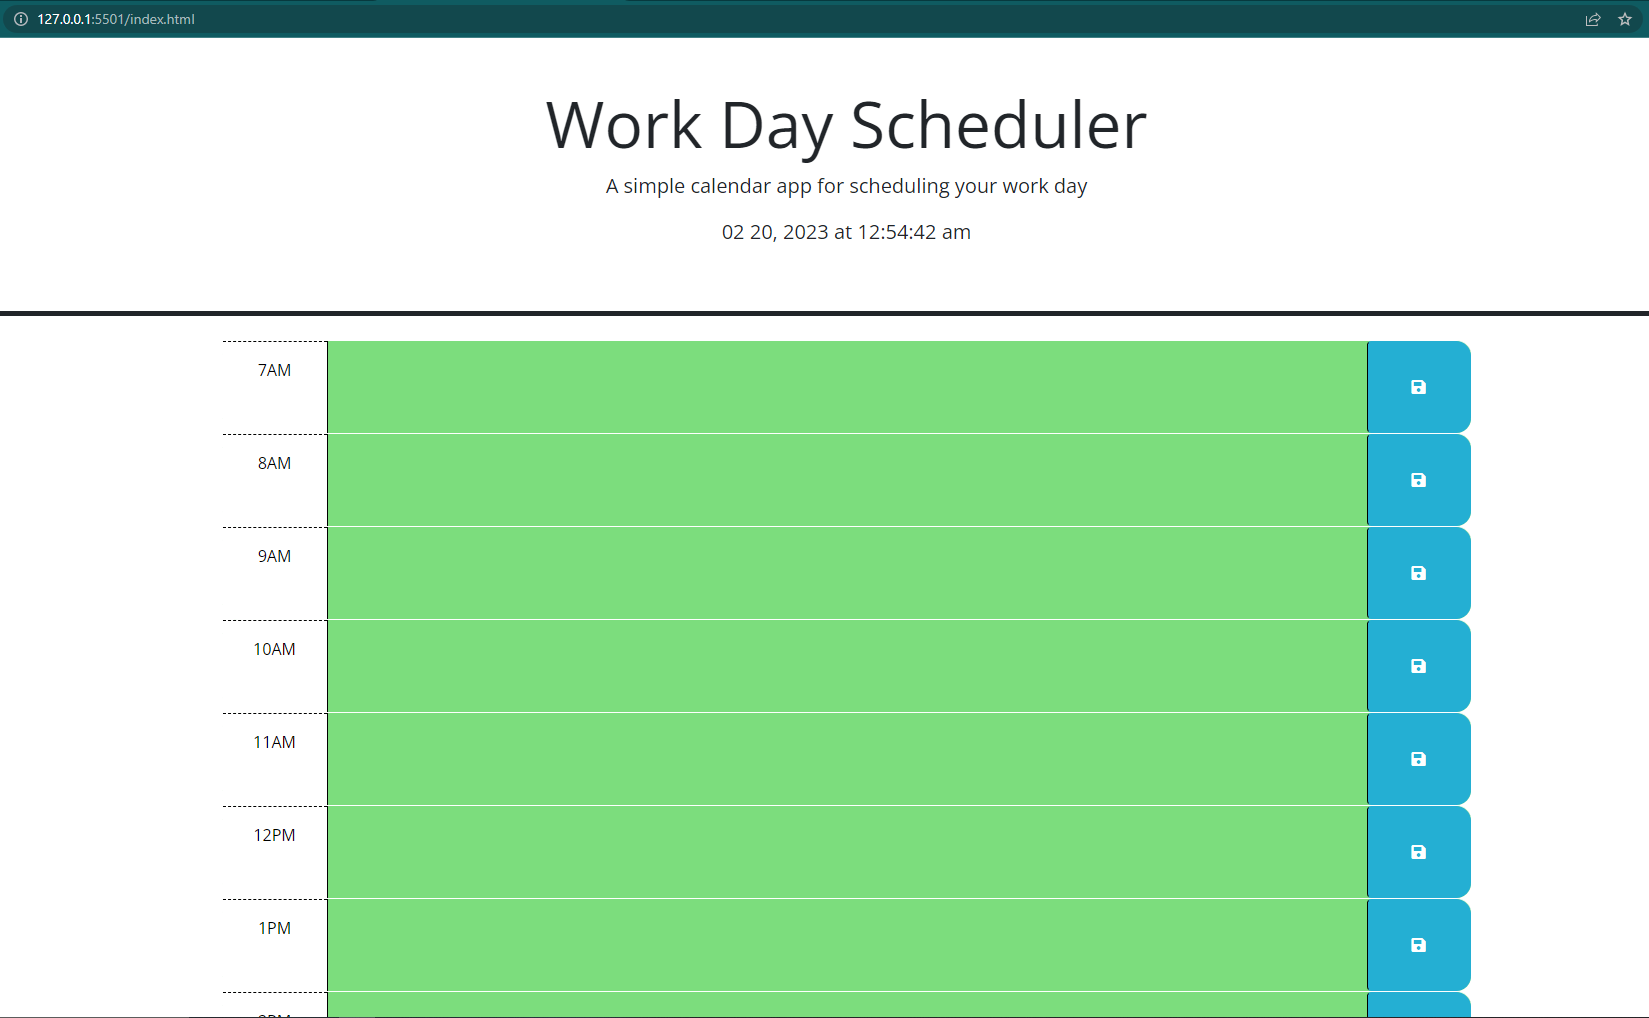 127.0.0.1:5501/index.html
Work Day Scheduler
A simple calendar app for scheduling your work day
02 20, 2023 at 12:54:42 am
7AM
8AM
9AM
10AM
11AM
12PM
1PM